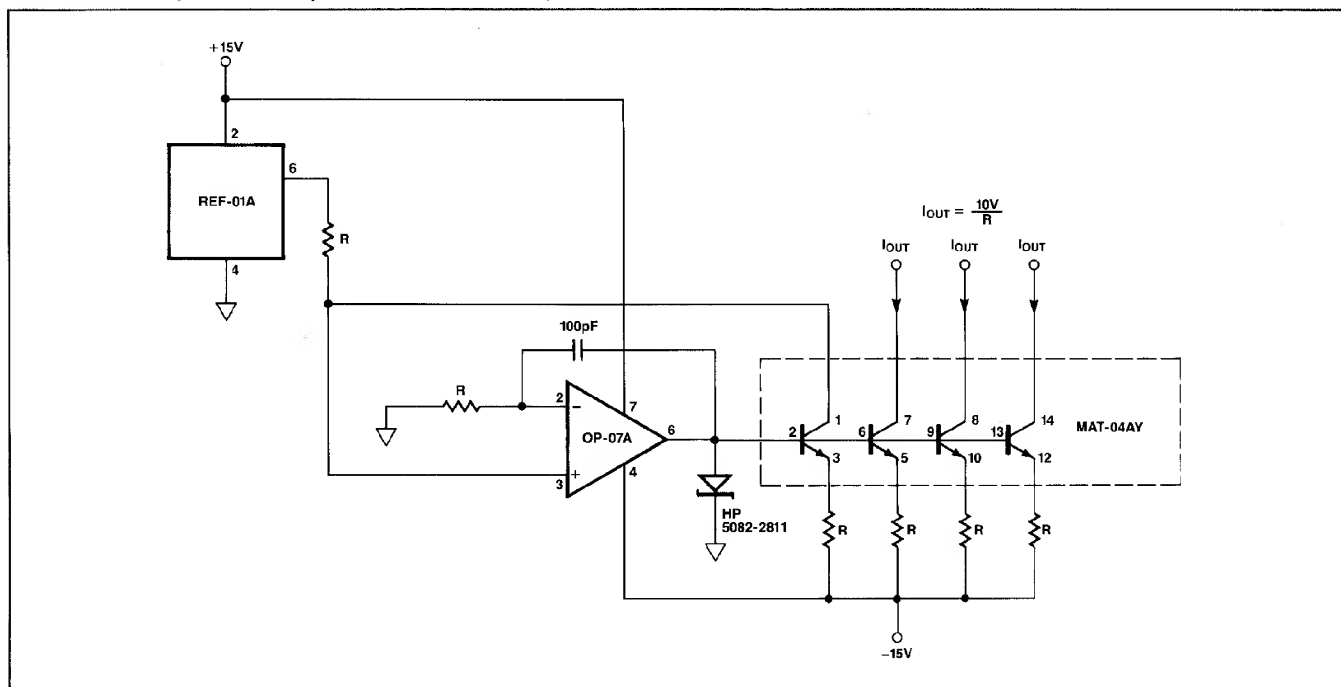 +15V
2
6
REF-01A
R
4
I_OUT = 10V / R
I_OUT
I_OUT
I_OUT
100pF
R
2
−
7
OP-07A
6
+
3
4
HP
5082-2811
2
1
3
6
7
5
9
8
10
13
14
12
MAT-04AY
R
R
R
R
−15V